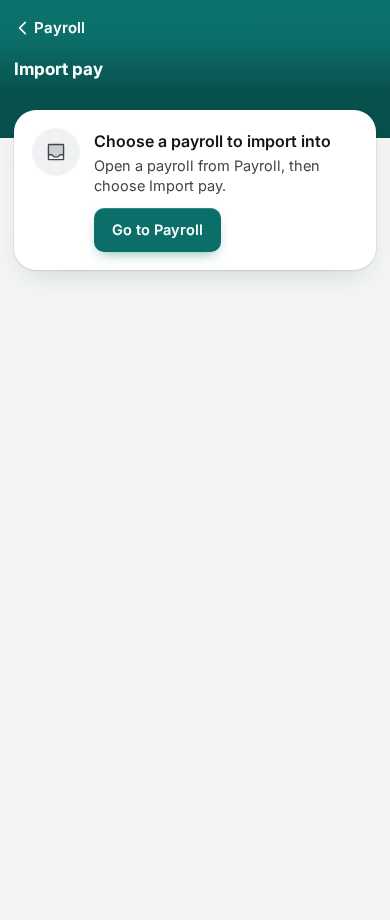 Payroll
Import pay
Choose a payroll to import into
Open a payroll from Payroll, then
choose Import pay.
Go to Payroll